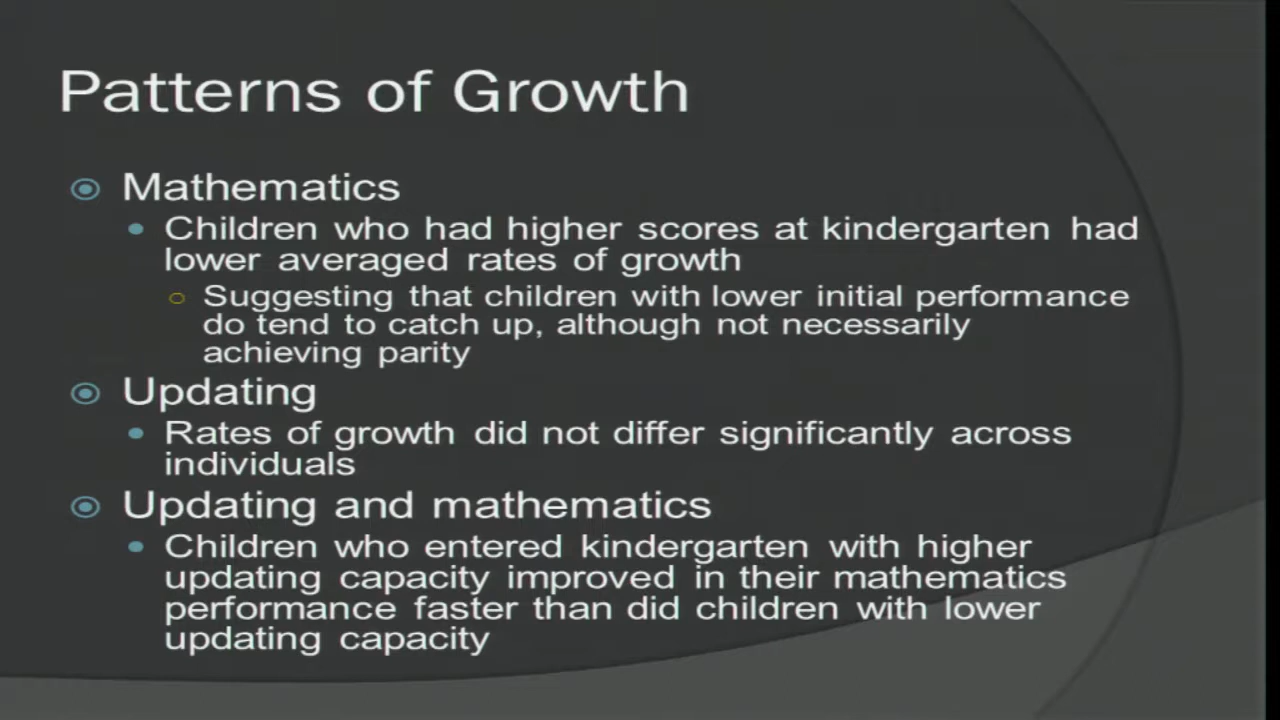 Patterns of Growth
Mathematics
Children who had higher scores at kindergarten had
lower averaged rates of growth
Suggesting that children with lower initial performance
do tend to catch up, although not necessarily
achieving parity
Updating
Rates of growth did not differ significantly across
individuals
Updating and mathematics
Children who entered kindergarten with higher
updating capacity improved in their mathematics
performance faster than did children with lower
updating capacity